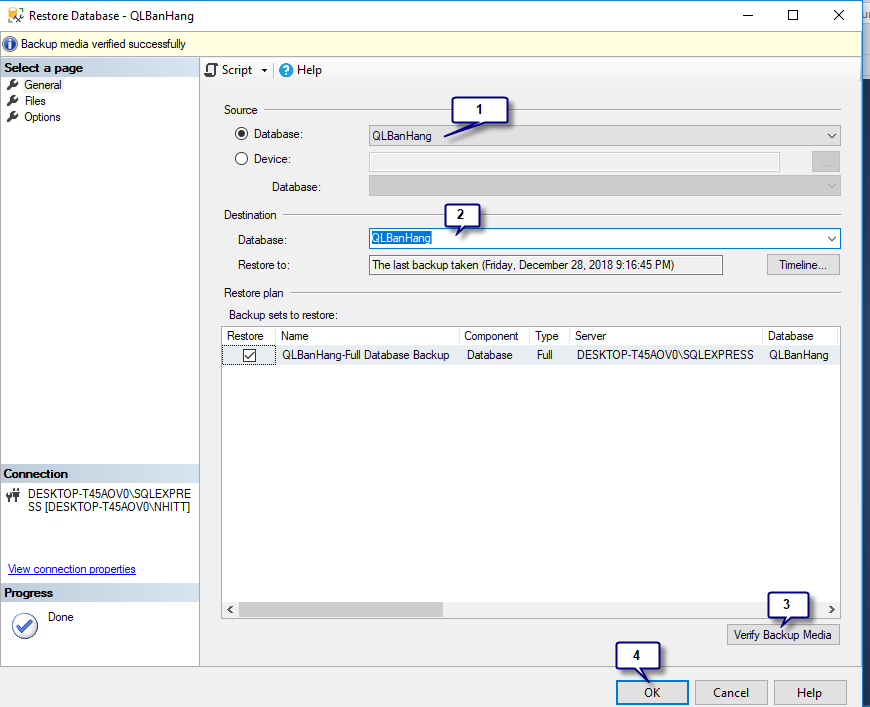 Restore Database - QLBanHang
Backup media verified successfully
Select a page
General
Files
Options
Script
Help
Source
1
Database:
QLBanHang
Device:
...
Database:
Destination
2
Database:
QLBanHang
Restore to:
The last backup taken (Friday, December 28, 2018 9:16:45 PM)
Timeline...
Restore plan
Backup sets to restore:
Restore Name Component Type Server Database
QLBanHang-Full Database Backup Database Full DESKTOP-T45AOV0\SQLEXPRESS QLBanHang
Connection
DESKTOP-T45AOV0\SQLEXPRE
SS [DESKTOP-T45AOV0\NHITT]
View connection properties
Progress
Done
3
Verify Backup Media
4
OK
Cancel
Help